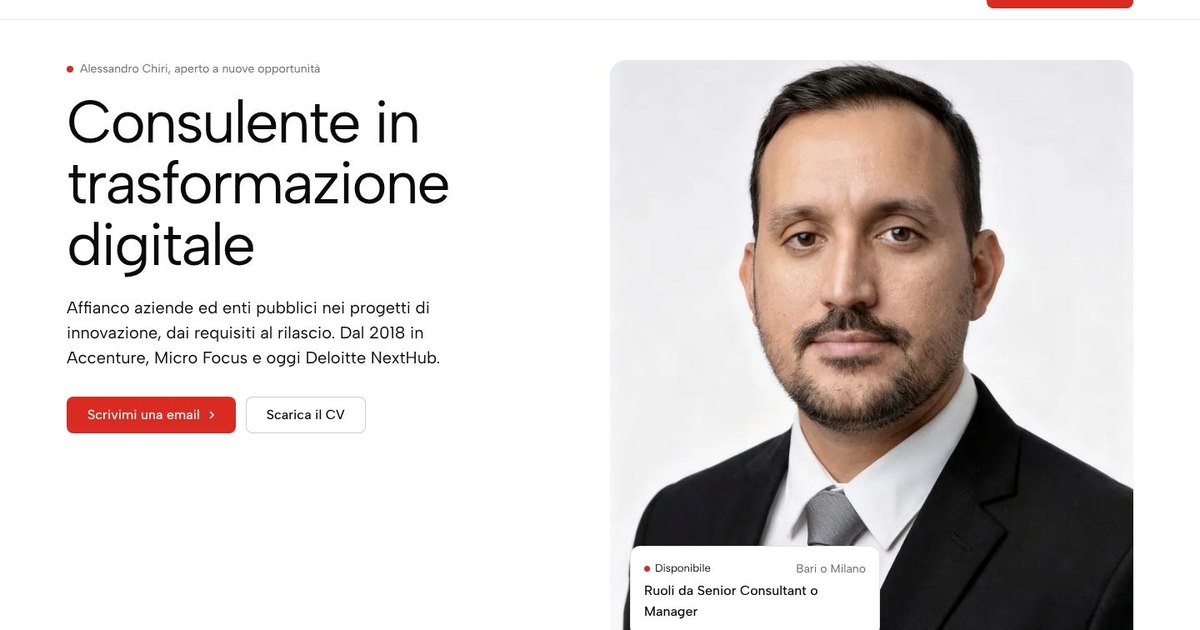 Alessandro Chiri, aperto a nuove opportunità
Consulente in
trasformazione
digitale
Affianco aziende ed enti pubblici nei progetti di
innovazione, dai requisiti al rilascio. Dal 2018 in
Accenture, Micro Focus e oggi Deloitte NextHub.
Scrivimi una email
Scarica il CV
Disponibile
Bari o Milano
Ruoli da Senior Consultant o
Manager